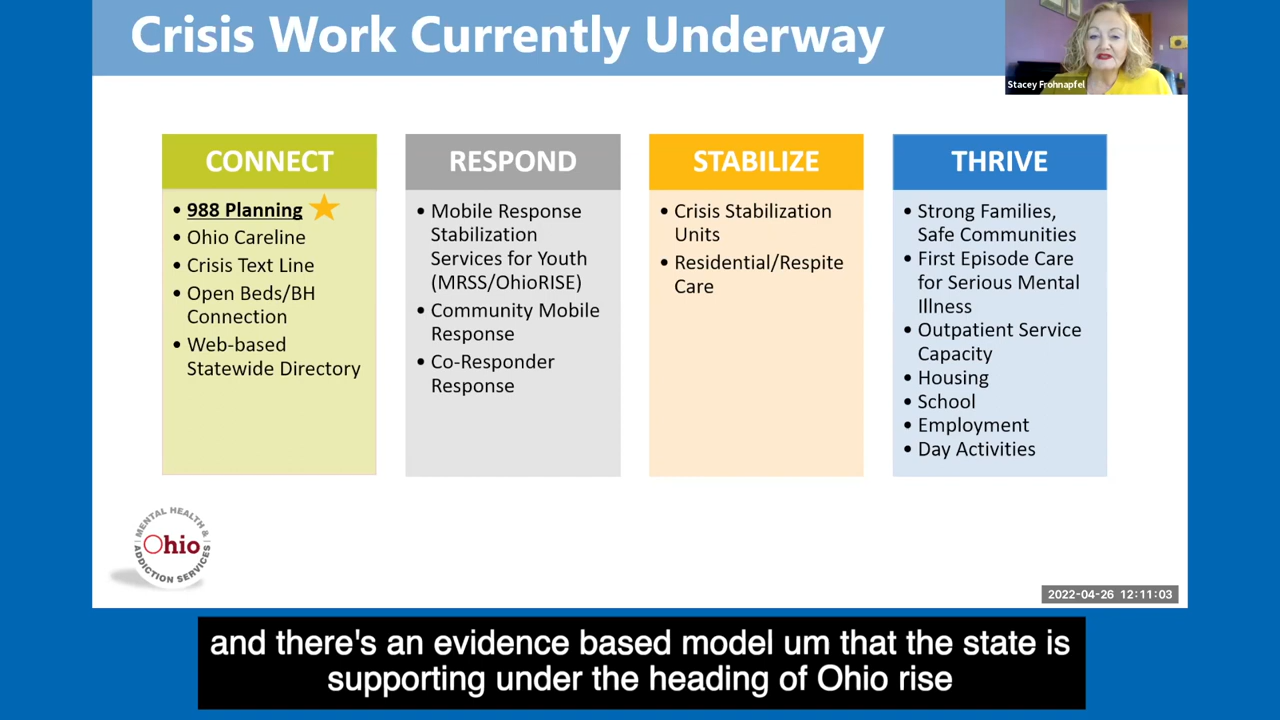 Crisis Work Currently Underway
Stacey Frohnapfel
CONNECT
• 988 Planning
• Ohio Careline
• Crisis Text Line
• Open Beds/BH
Connection
• Web-based
Statewide Directory
RESPOND
• Mobile Response
Stabilization
Services for Youth
(MRSS/OhioRISE)
• Community Mobile
Response
• Co-Responder
Response
STABILIZE
• Crisis Stabilization
Units
• Residential/Respite
Care
THRIVE
• Strong Families,
Safe Communities
• First Episode Care
for Serious Mental
Illness
• Outpatient Service
Capacity
• Housing
• School
• Employment
• Day Activities
MENTAL HEALTH &
Ohio
ADDICTION SERVICES
2022-04-26 12:11:03
and there's an evidence based model um that the state is
supporting under the heading of Ohio rise